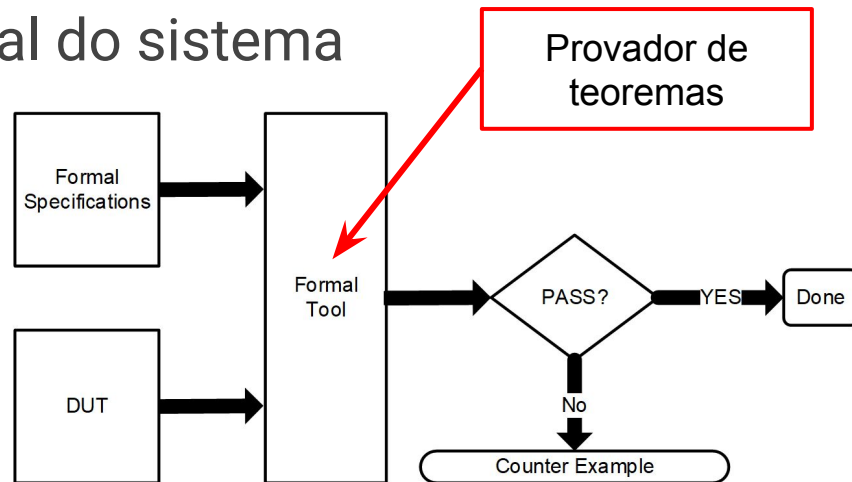 al do sistema
Provador de
teoremas
Formal
Specifications
Formal
Tool
PASS?
YES
Done
DUT
No
Counter Example